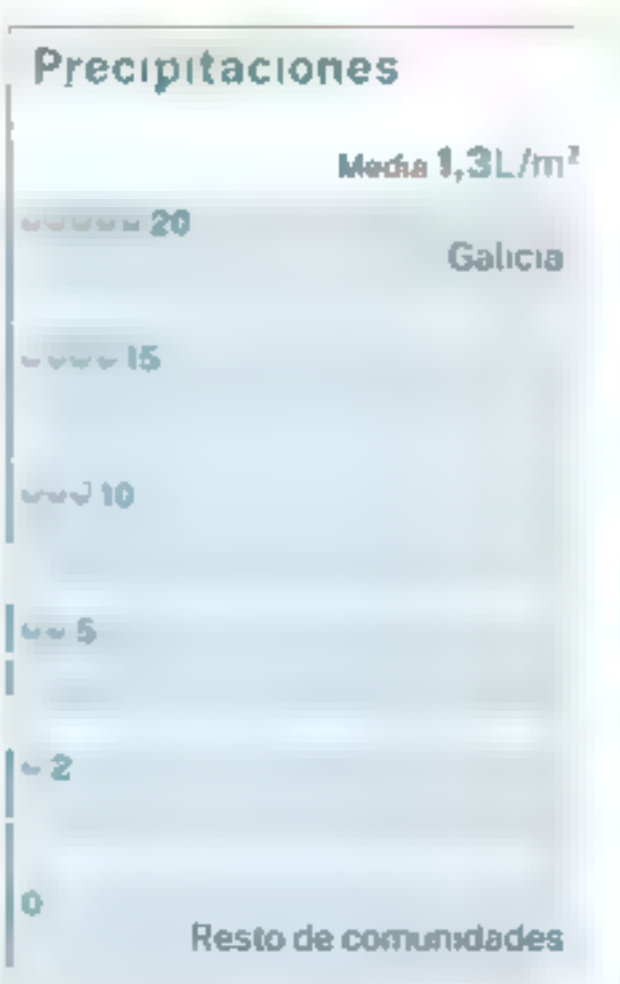 Precipitaciones
Media 1,3L/m²
20
Galicia
15
10
5
2
0
Resto de comunidades